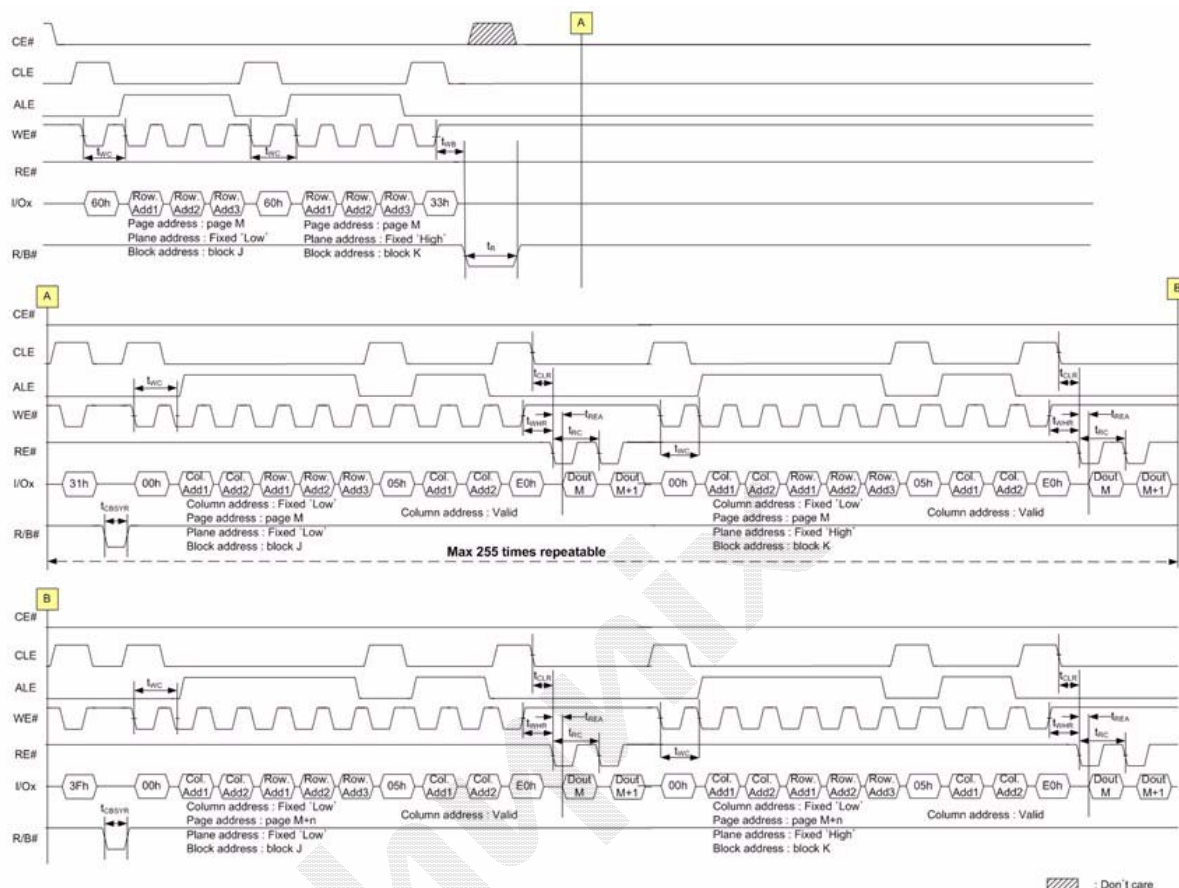 A
CE#
CLE
ALE
WE#
tWC
tWC
tWB
RE#
I/Ox
60h
Row. Add1
Row. Add2
Row. Add3
60h
Row. Add1
Row. Add2
Row. Add3
33h
Page address : page M
Plane address : Fixed `Low`
Block address : block J
Page address : page M
Plane address : Fixed `High`
Block address : block K
R/B#
tR
A
B
CE#
CLE
tCLR
tCLR
ALE
tWC
WE#
tWHR
tREA
tRC
tWC
tWHR
tREA
tRC
RE#
I/Ox
31h
00h
Col. Add1
Col. Add2
Row. Add1
Row. Add2
Row. Add3
05h
Col. Add1
Col. Add2
E0h
Dout M
Dout M+1
00h
Col. Add1
Col. Add2
Row. Add1
Row. Add2
Row. Add3
05h
Col. Add1
Col. Add2
E0h
Dout M
Dout M+1
tCBSYR
Column address : Fixed `Low`
Page address : page M
Plane address : Fixed `Low`
Block address : block J
Column address : Valid
Column address : Fixed `Low`
Page address : page M
Plane address : Fixed `High`
Block address : block K
Column address : Valid
R/B#
Max 255 times repeatable
B
CE#
CLE
tCLR
tCLR
ALE
tWC
WE#
tWHR
tREA
tRC
tWC
tWHR
tREA
tRC
RE#
I/Ox
3Fh
00h
Col. Add1
Col. Add2
Row. Add1
Row. Add2
Row. Add3
05h
Col. Add1
Col. Add2
E0h
Dout M
Dout M+1
00h
Col. Add1
Col. Add2
Row. Add1
Row. Add2
Row. Add3
05h
Col. Add1
Col. Add2
E0h
Dout M
Dout M+1
tCBSYR
Column address : Fixed `Low`
Page address : page M+n
Plane address : Fixed `Low`
Block address : block J
Column address : Valid
Column address : Fixed `Low`
Page address : page M+n
Plane address : Fixed `High`
Block address : block K
Column address : Valid
R/B#
: Don`t care